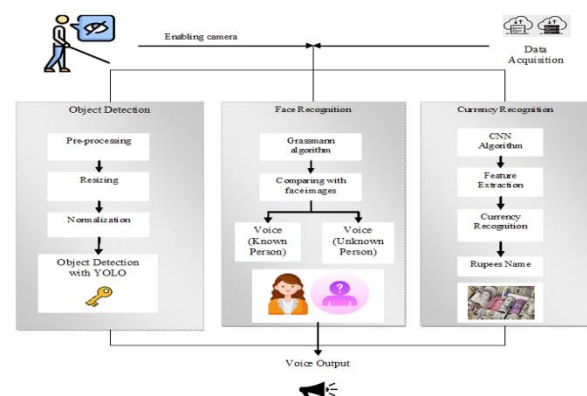 Enabling camera
Data
Acquisition
Object Detection
Pre-processing
Resizing
Normalization
Object Detection
with YOLO
Face Recognition
Grassmann
algorithm
Comparing with
face images
Voice
(Known
Person)
Voice
(Unknown
Person)
Currency Recognition
CNN
Algorithm
Feature
Extraction
Currency
Recognition
Rupees Name
Voice Output